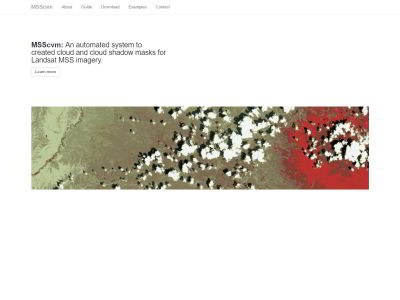 MSScvm About Guide Download Examples Contact
MSScvm: An automated system to
created cloud and cloud shadow masks for
Landsat MSS imagery
Learn more